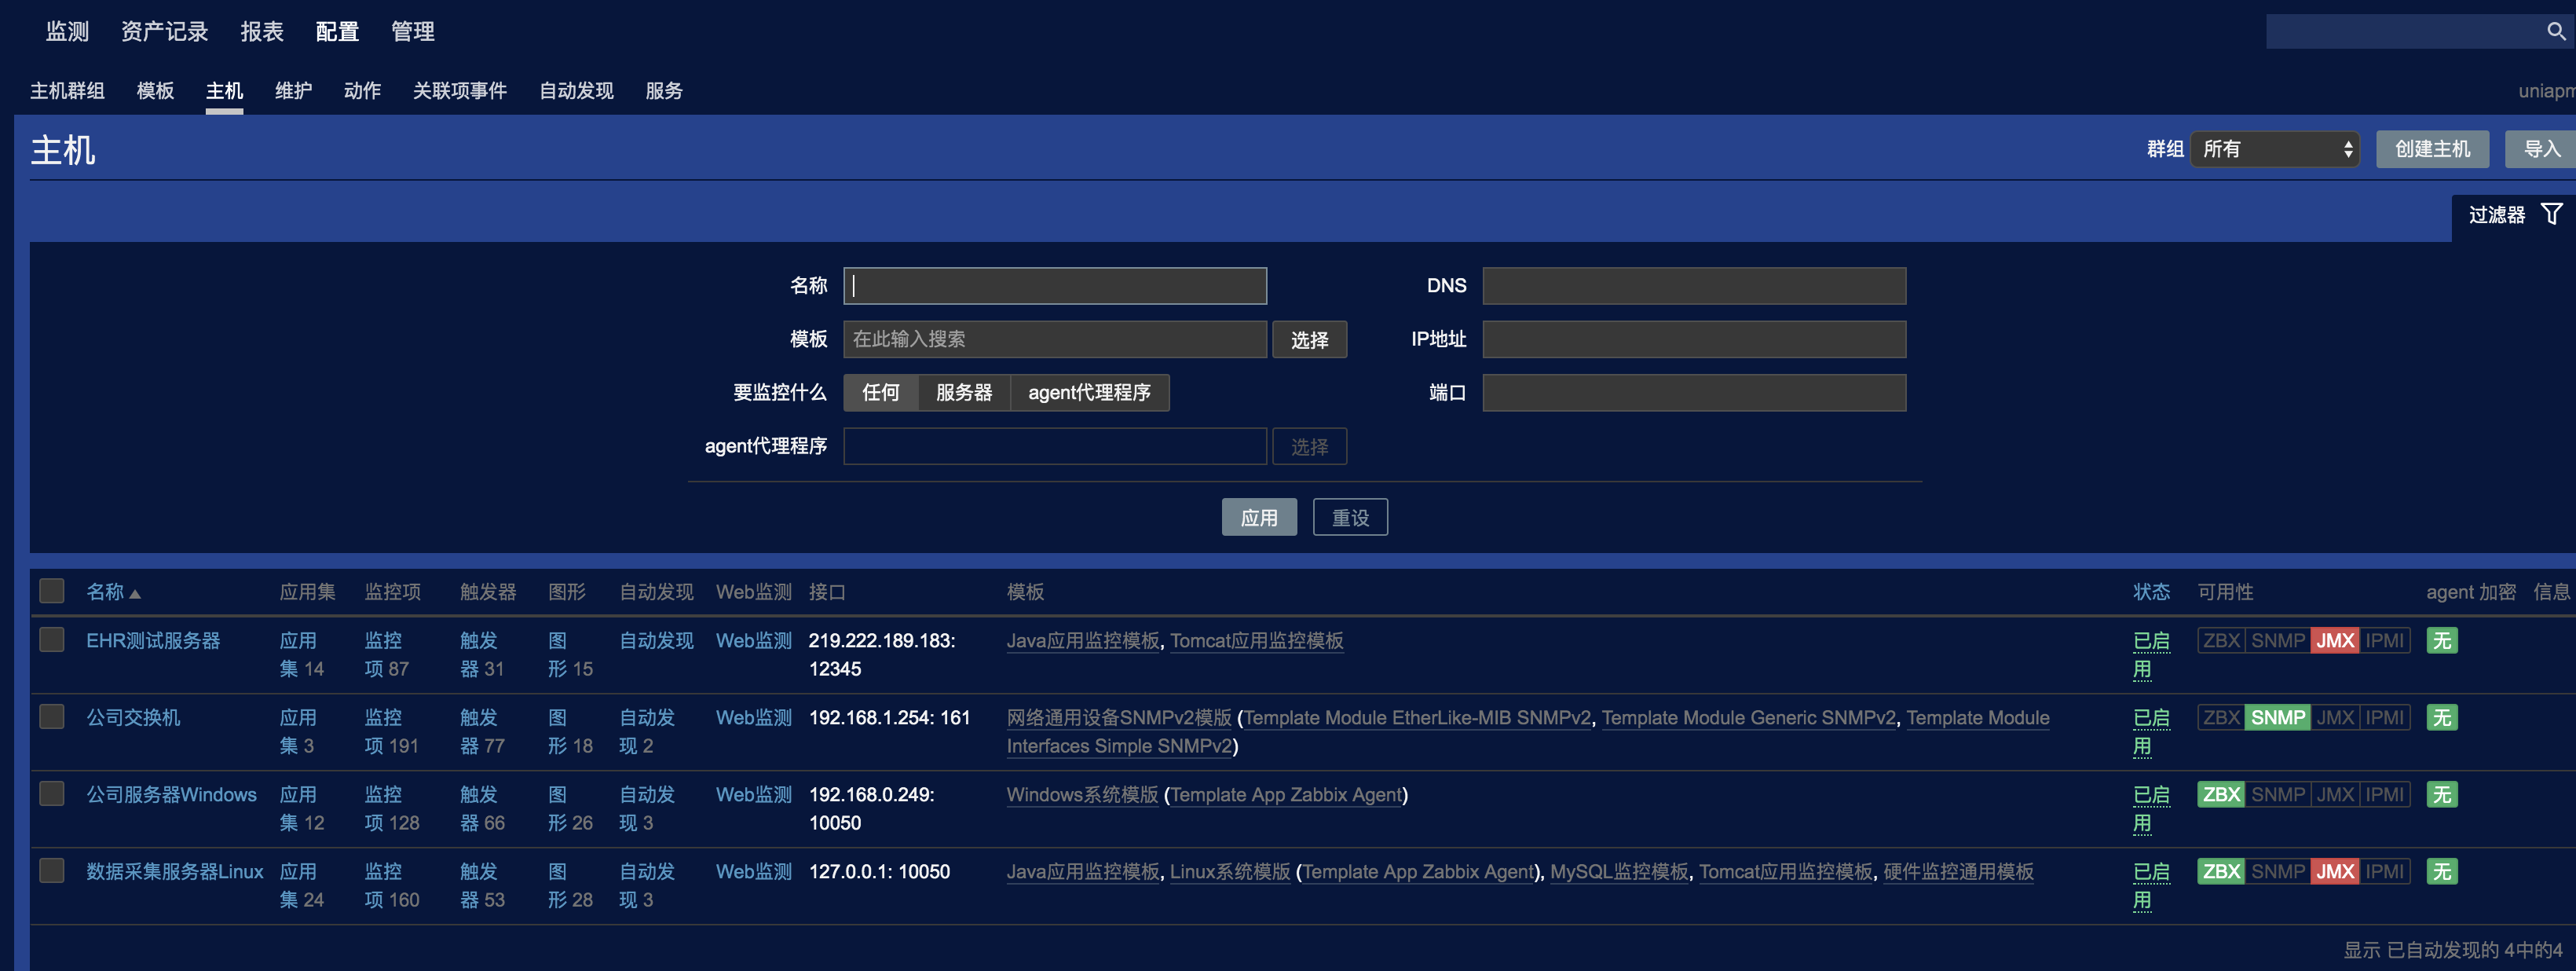 监测 资产记录 报表 配置 管理
主机群组 模板 主机 维护 动作 关联项事件 自动发现 服务 uniapm
主机 群组 所有 创建主机 导入
过滤器
名称 DNS
模板 在此输入搜索 选择 IP地址
要监控什么 任何 服务器 agent代理程序 端口
agent代理程序 选择
应用 重设
名称 应用集 监控项 触发器 图形 自动发现 Web监测 接口 模板 状态 可用性 agent 加密 信息
EHR测试服务器 应用 监控 触发 图 自动发现 Web监测 219.222.189.183: Java应用监控模板, Tomcat应用监控模板 已启 ZBX SNMP JMX IPMI 无
集 14 项 87 器 31 形 15 12345 用
公司交换机 应用 监控 触发 图 自动发 Web监测 192.168.1.254: 161 网络通用设备SNMPv2模版 (Template Module EtherLike-MIB SNMPv2, Template Module Generic SNMPv2, Template Module 已启 ZBX SNMP JMX IPMI 无
集 3 项 191 器 77 形 18 现 2 Interfaces Simple SNMPv2) 用
公司服务器Windows 应用 监控 触发 图 自动发 Web监测 192.168.0.249: Windows系统模版 (Template App Zabbix Agent) 已启 ZBX SNMP JMX IPMI 无
集 12 项 128 器 66 形 26 现 3 10050 用
数据采集服务器Linux 应用 监控 触发 图 自动发 Web监测 127.0.0.1: 10050 Java应用监控模板, Linux系统模版 (Template App Zabbix Agent), MySQL监控模板, Tomcat应用监控模板, 硬件监控通用模板 已启 ZBX SNMP JMX IPMI 无
集 24 项 160 器 53 形 28 现 3 用
显示 已自动发现的 4中的4